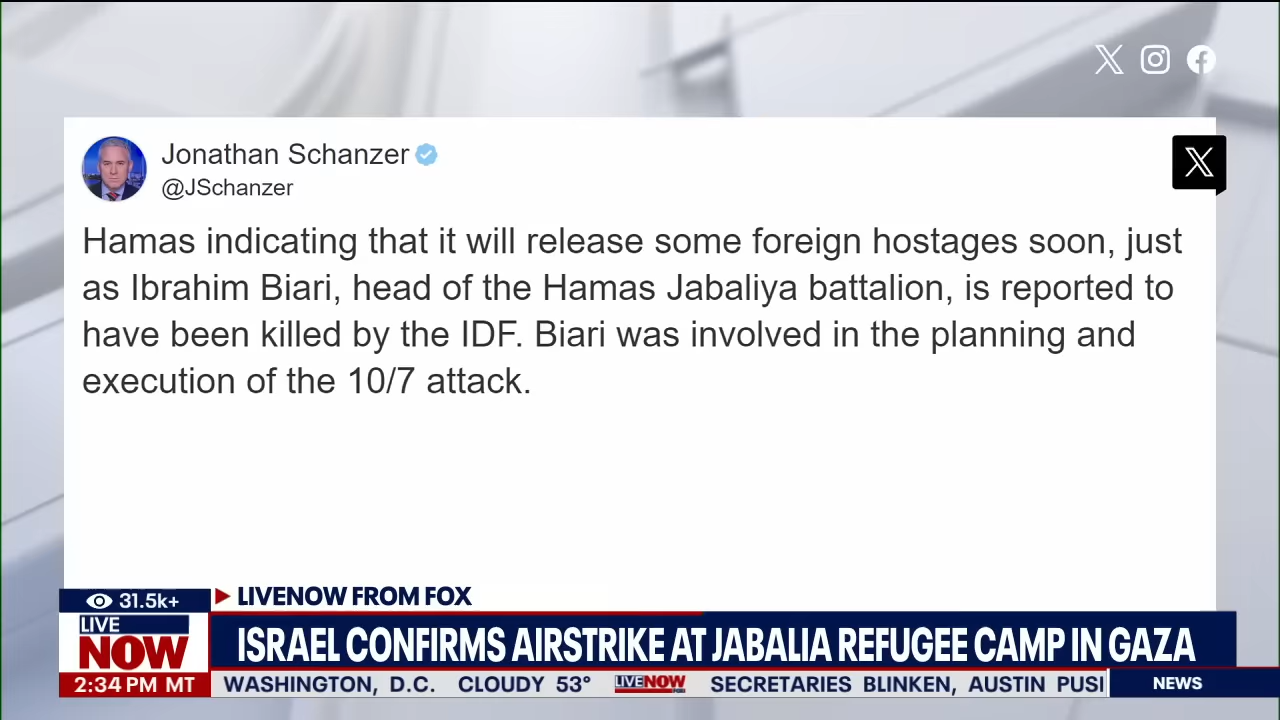 Jonathan Schanzer
@JSchanzer
X
Hamas indicating that it will release some foreign hostages soon, just
as Ibrahim Biari, head of the Hamas Jabaliya battalion, is reported to
have been killed by the IDF. Biari was involved in the planning and
execution of the 10/7 attack.
31.5k+
LIVENOW FROM FOX
LIVE
NOW
ISRAEL CONFIRMS AIRSTRIKE AT JABALIA REFUGEE CAMP IN GAZA
2:34 PM MT
WASHINGTON, D.C. CLOUDY 53° LIVENOW FOX SECRETARIES BLINKEN, AUSTIN PUSI
NEWS